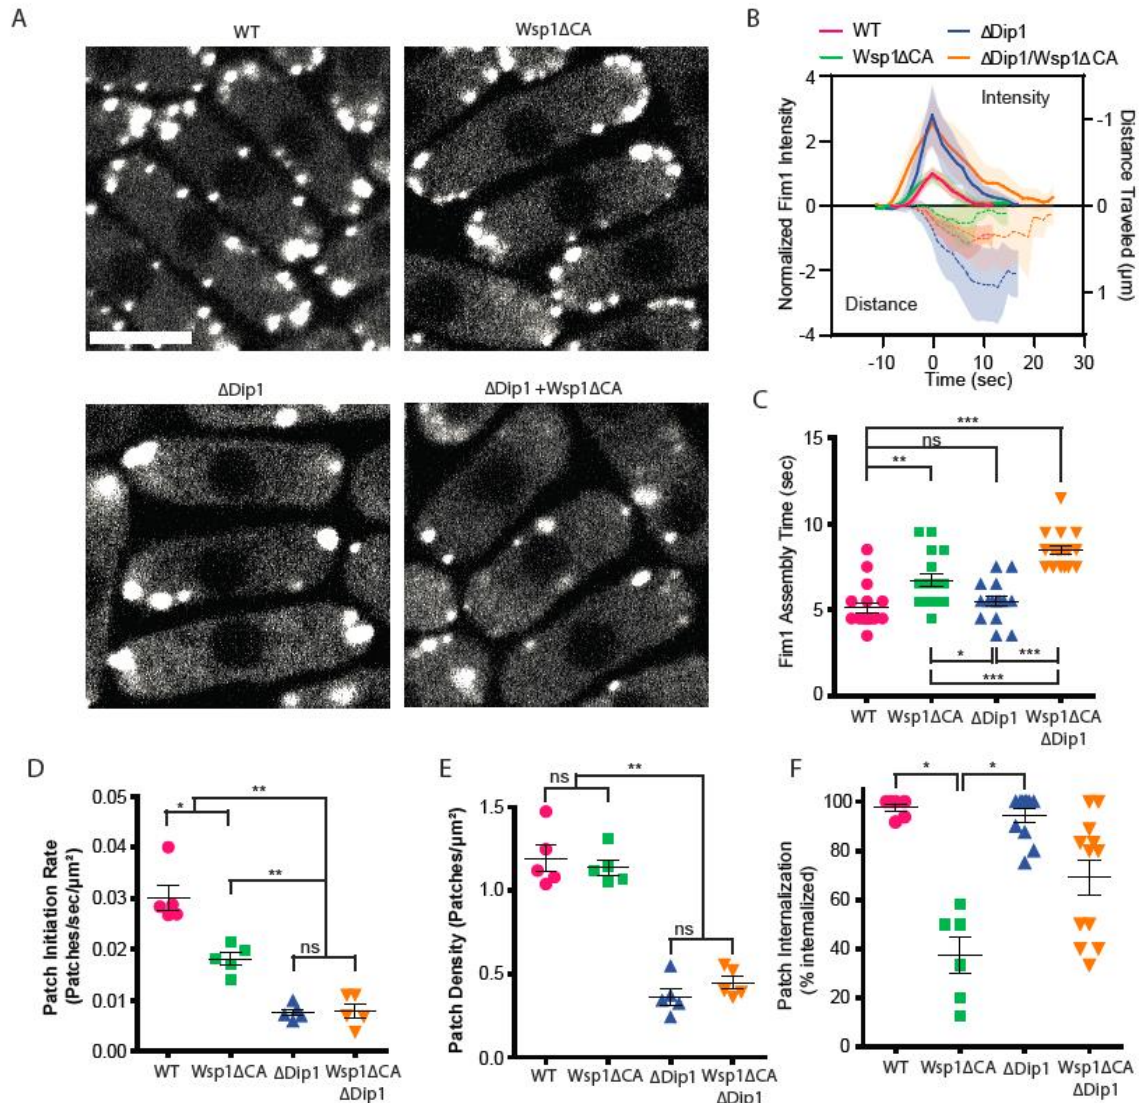 A
WT
Wsp1ΔCA
ΔDip1
ΔDip1 +Wsp1ΔCA
B
WT
ΔDip1
Wsp1ΔCA
ΔDip1/Wsp1ΔCA
Normalized Fim1 Intensity
4
2
0
-2
-4
Intensity
Distance
-1
0
1
Distance Traveled (μm)
-10 0 10 20 30
Time (sec)
C
Fim1 Assembly Time (sec)
15
10
5
0
***
ns
**
*
***
***
WT Wsp1ΔCA ΔDip1 Wsp1ΔCA
ΔDip1
D
Patch Initiation Rate
(Patches/sec/μm²)
0.05
0.04
0.03
0.02
0.01
0.00
*
**
**
ns
WT Wsp1ΔCA ΔDip1 Wsp1ΔCA
ΔDip1
E
Patch Density (Patches/μm²)
1.5
1.0
0.5
0.0
ns
**
ns
WT Wsp1ΔCA ΔDip1 Wsp1ΔCA
ΔDip1
F
Patch Internalization
(% internalized)
100
80
60
40
20
0
*
*
WT Wsp1ΔCA ΔDip1 Wsp1ΔCA
ΔDip1